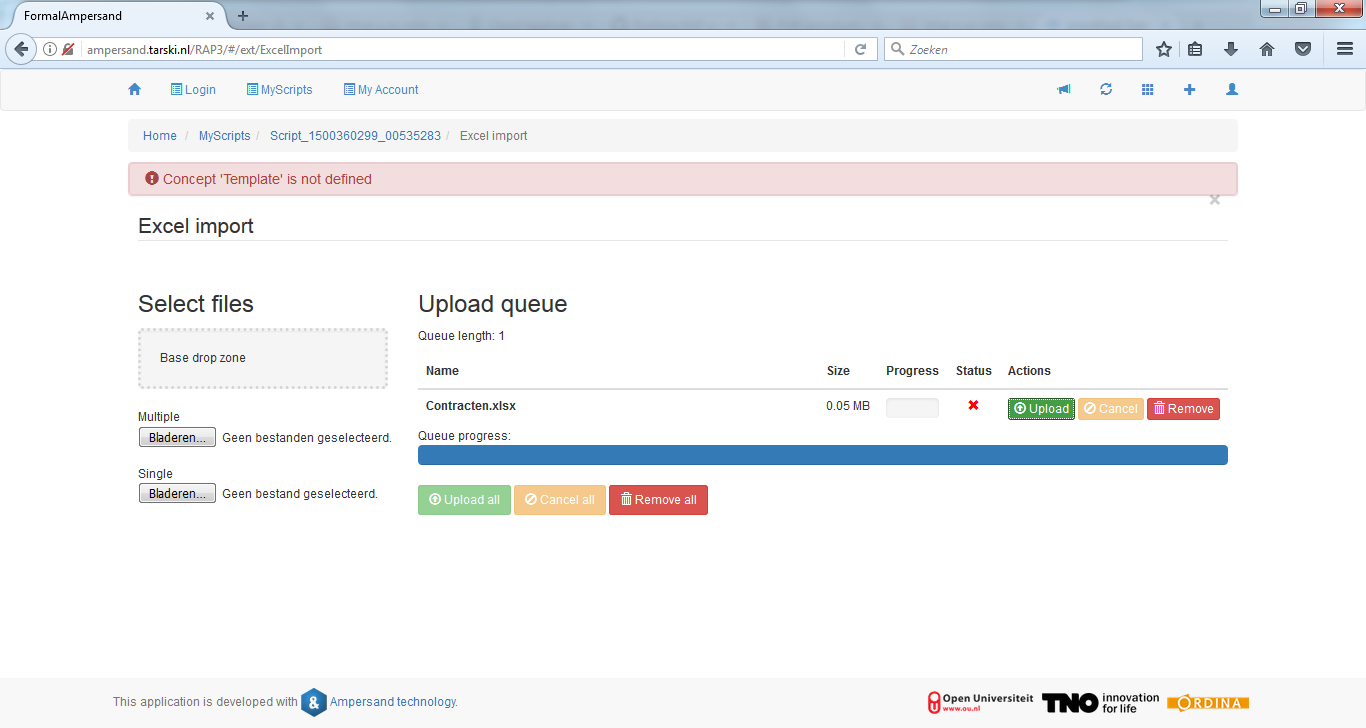 FormalAmpersand
ampersand.tarski.nl/RAP3/#/ext/ExcelImport
Zoeken
Login MyScripts My Account
Home / MyScripts / Script_1500360299_00535283 / Excel import
Concept 'Template' is not defined
×
Excel import
Select files
Base drop zone
Multiple
Bladeren... Geen bestanden geselecteerd.
Single
Bladeren... Geen bestand geselecteerd.
Upload queue
Queue length: 1
Name Size Progress Status Actions
Contracten.xlsx 0.05 MB Upload Cancel Remove
Queue progress:
Upload all Cancel all Remove all
This application is developed with & Ampersand technology.
Open Universiteit
www.ou.nl
TNO innovation
for life
ORDINA